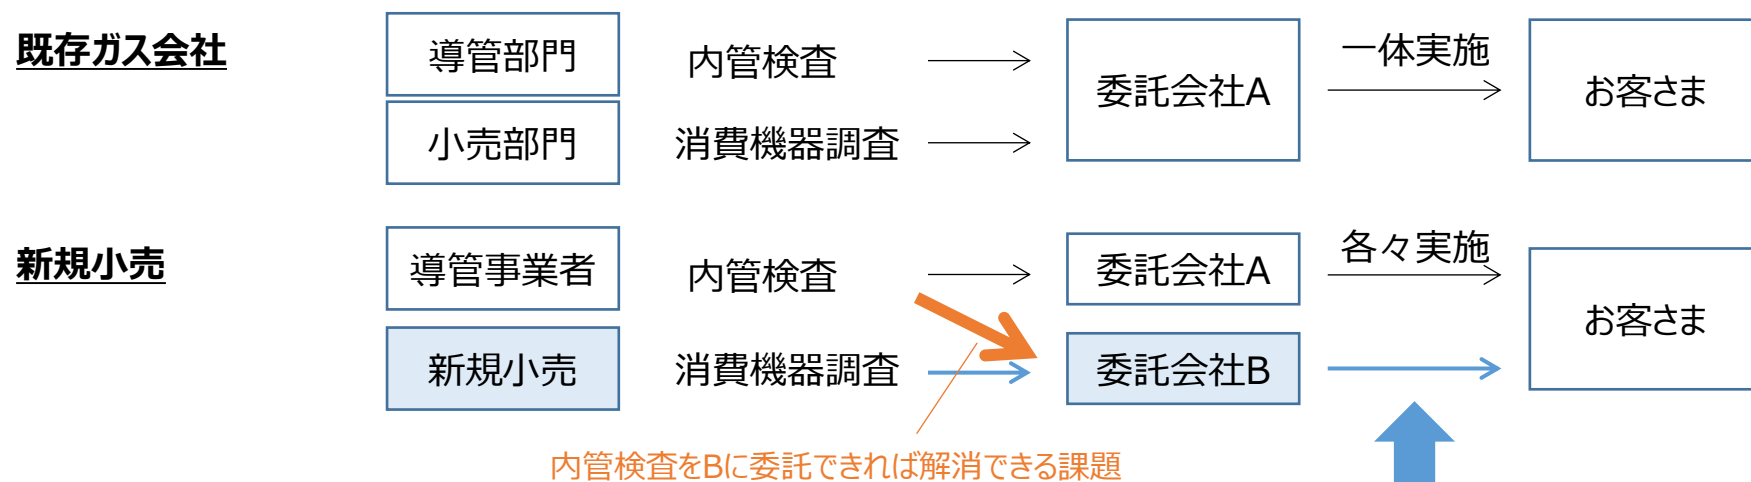 既存ガス会社
導管部門
内管検査
小売部門
消費機器調査
委託会社A
一体実施
お客さま
新規小売
導管事業者
内管検査
委託会社A
各々実施
新規小売
消費機器調査
委託会社B
お客さま
内管検査をBに委託できれば解消できる課題